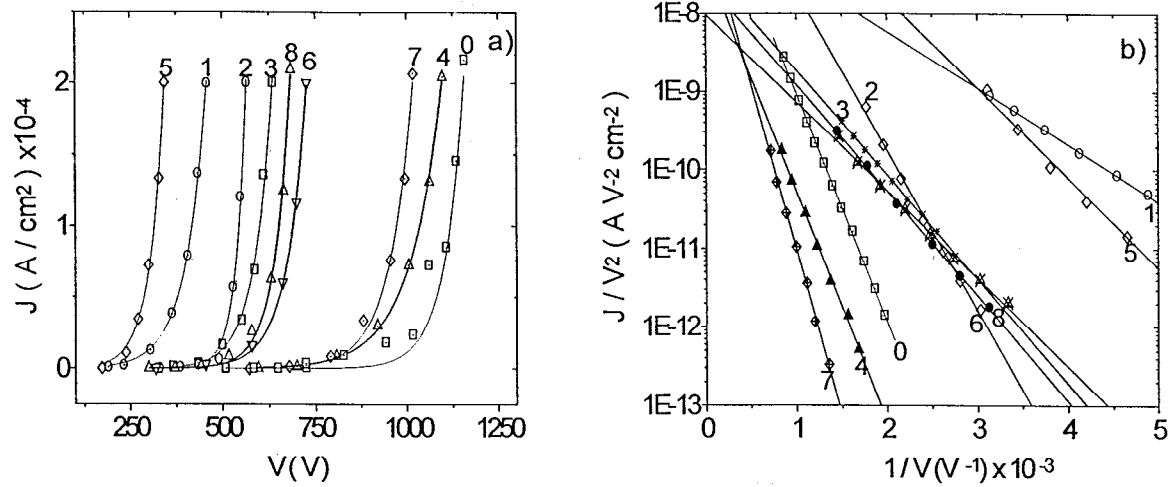 a)
5 1 2 3 8 6 7 4 0
2
1
0
J ( A / cm² ) x10-4
250 500 750 1000 1250
V(V)
b)
1E-8
1E-9
1E-10
1E-11
1E-12
1E-13
J / V² ( A V-2 cm-2 )
3 2
1
5
6 8
0
7 4
0 1 2 3 4 5
1 / V(V⁻¹) x10⁻³